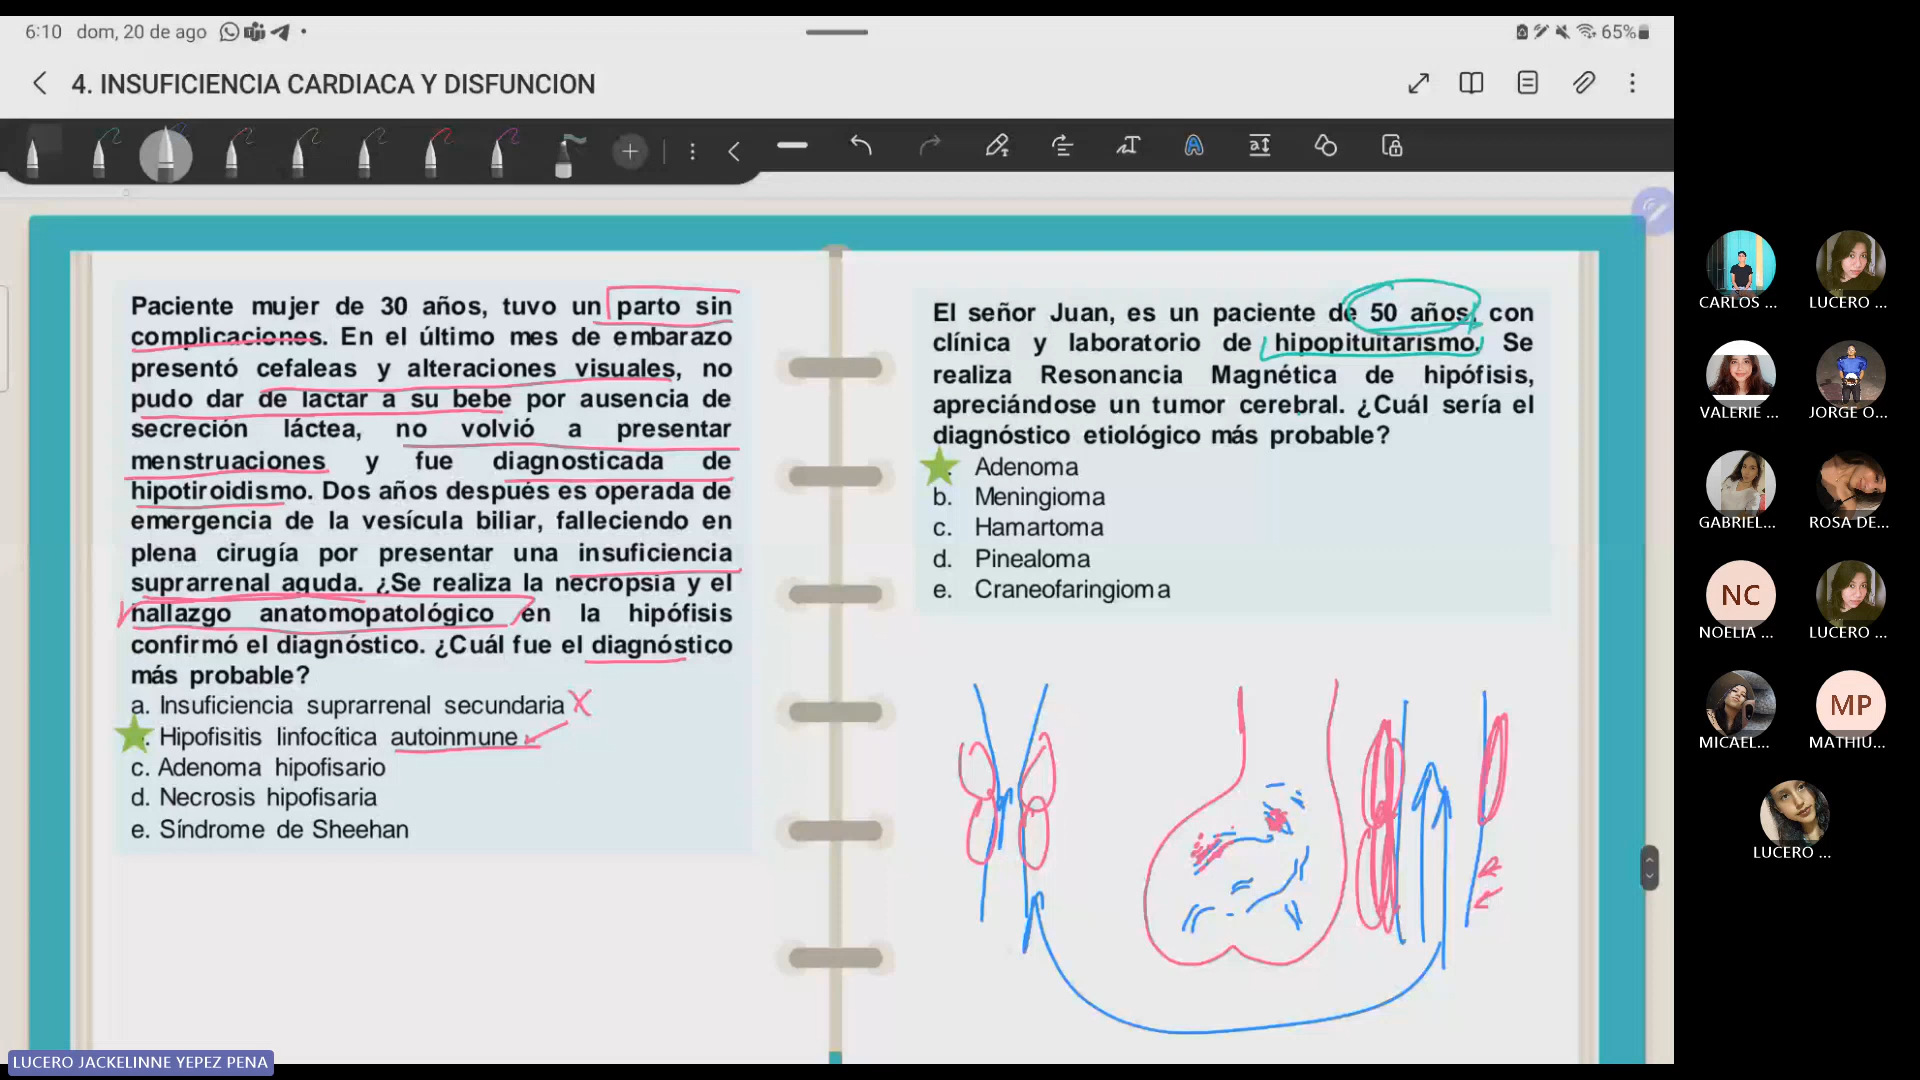 6:10 dom, 20 de ago
65%
4. INSUFICIENCIA CARDIACA Y DISFUNCION
Paciente mujer de 30 años, tuvo un parto sin
complicaciones. En el último mes de embarazo
presentó cefaleas y alteraciones visuales, no
pudo dar de lactar a su bebe por ausencia de
secreción láctea, no volvió a presentar
menstruaciones y fue diagnosticada de
hipotiroidismo. Dos años después es operada de
emergencia de la vesícula biliar, falleciendo en
plena cirugía por presentar una insuficiencia
suprarrenal aguda. ¿Se realiza la necropsia y el
hallazgo anatomopatológico en la hipófisis
confirmó el diagnóstico. ¿Cuál fue el diagnóstico
más probable?
a. Insuficiencia suprarrenal secundaria
Hipofisitis linfocítica autoinmune
c. Adenoma hipofisario
d. Necrosis hipofisaria
e. Síndrome de Sheehan
El señor Juan, es un paciente de 50 años, con
clínica y laboratorio de hipopituitarismo. Se
realiza Resonancia Magnética de hipófisis,
apreciándose un tumor cerebral. ¿Cuál sería el
diagnóstico etiológico más probable?
Adenoma
b. Meningioma
c. Hamartoma
d. Pinealoma
e. Craneofaringioma
CARLOS ...
LUCERO ...
VALERIE ...
JORGE O...
GABRIEL...
ROSA DE...
NC
NOELIA ...
LUCERO ...
MICAEL...
MP
MATHIU...
LUCERO ...
LUCERO JACKELINNE YEPEZ PENA